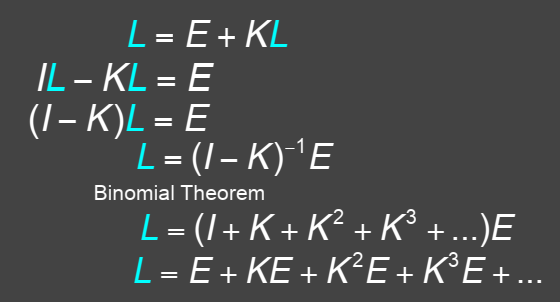 L = E + KL
IL – KL = E
(I – K)L = E
L = (I – K)⁻¹E
Binomial Theorem
L = (I + K + K² + K³ + ...)E
L = E + KE + K²E + K³E + ...